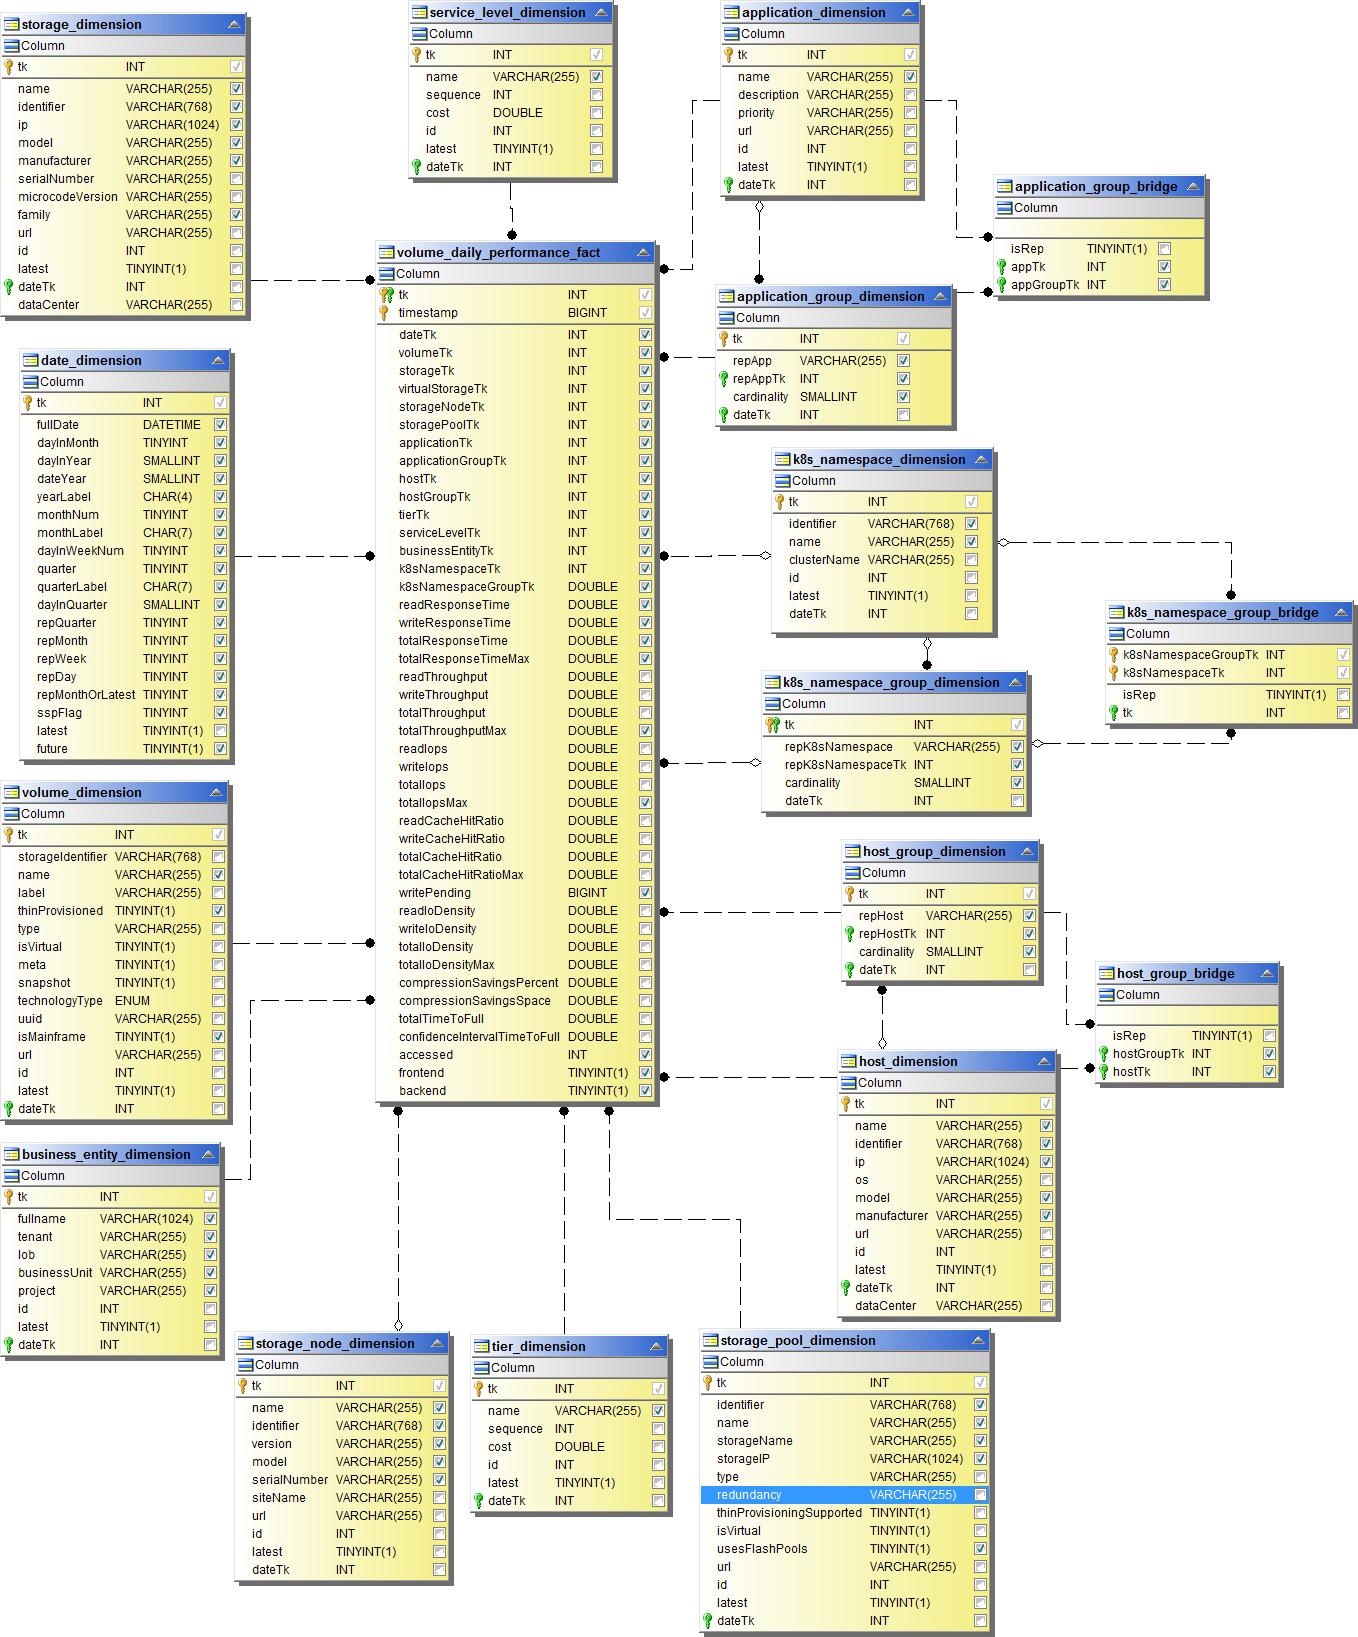 storage_dimension
Column
tk INT
name VARCHAR(255)
identifier VARCHAR(768)
ip VARCHAR(1024)
model VARCHAR(255)
manufacturer VARCHAR(255)
serialNumber VARCHAR(255)
microcodeVersion VARCHAR(255)
family VARCHAR(255)
url VARCHAR(255)
id INT
latest TINYINT(1)
dateTk INT
dataCenter VARCHAR(255)
service_level_dimension
Column
tk INT
name VARCHAR(255)
sequence INT
cost DOUBLE
id INT
latest TINYINT(1)
dateTk INT
application_dimension
Column
tk INT
name VARCHAR(255)
description VARCHAR(255)
priority VARCHAR(255)
url VARCHAR(255)
id INT
latest TINYINT(1)
dateTk INT
application_group_bridge
Column
isRep TINYINT(1)
appTk INT
appGroupTk INT
volume_daily_performance_fact
Column
tk INT
timestamp BIGINT
dateTk INT
volumeTk INT
storageTk INT
virtualStorageTk INT
storageNodeTk INT
storagePoolTk INT
applicationTk INT
applicationGroupTk INT
hostTk INT
hostGroupTk INT
tierTk INT
serviceLevelTk INT
businessEntityTk INT
k8sNamespaceTk INT
k8sNamespaceGroupTk DOUBLE
readResponseTime DOUBLE
writeResponseTime DOUBLE
totalResponseTime DOUBLE
totalResponseTimeMax DOUBLE
readThroughput DOUBLE
writeThroughput DOUBLE
totalThroughput DOUBLE
totalThroughputMax DOUBLE
readIops DOUBLE
writeIops DOUBLE
totalIops DOUBLE
totalIopsMax DOUBLE
readCacheHitRatio DOUBLE
writeCacheHitRatio DOUBLE
totalCacheHitRatio DOUBLE
totalCacheHitRatioMax DOUBLE
writePending BIGINT
readIoDensity DOUBLE
writeIoDensity DOUBLE
totalIoDensity DOUBLE
totalIoDensityMax DOUBLE
compressionSavingsPercent DOUBLE
compressionSavingsSpace DOUBLE
totalTimeToFull DOUBLE
confidenceIntervalTimeToFull DOUBLE
accessed INT
frontend TINYINT(1)
backend TINYINT(1)
application_group_dimension
Column
tk INT
repApp VARCHAR(255)
repAppTk INT
cardinality SMALLINT
dateTk INT
date_dimension
Column
tk INT
fullDate DATETIME
dayInMonth TINYINT
dayInYear SMALLINT
dateYear SMALLINT
yearLabel CHAR(4)
monthNum TINYINT
monthLabel CHAR(7)
dayInWeekNum TINYINT
quarter TINYINT
quarterLabel CHAR(7)
dayInQuarter SMALLINT
repQuarter TINYINT
repMonth TINYINT
repWeek TINYINT
repDay TINYINT
repMonthOrLatest TINYINT
sspFlag TINYINT
latest TINYINT(1)
future TINYINT(1)
k8s_namespace_dimension
Column
tk INT
identifier VARCHAR(768)
name VARCHAR(255)
clusterName VARCHAR(255)
id INT
latest TINYINT(1)
dateTk INT
k8s_namespace_group_bridge
Column
k8sNamespaceGroupTk INT
k8sNamespaceTk INT
isRep TINYINT(1)
tk INT
k8s_namespace_group_dimension
Column
tk INT
repK8sNamespace VARCHAR(255)
repK8sNamespaceTk INT
cardinality SMALLINT
dateTk INT
volume_dimension
Column
tk INT
storageIdentifier VARCHAR(768)
name VARCHAR(255)
label VARCHAR(255)
thinProvisioned TINYINT(1)
type VARCHAR(255)
isVirtual TINYINT(1)
meta TINYINT(1)
snapshot TINYINT(1)
technologyType ENUM
uuid VARCHAR(255)
isMainframe TINYINT(1)
url VARCHAR(255)
id INT
latest TINYINT(1)
dateTk INT
host_group_dimension
Column
tk INT
repHost VARCHAR(255)
repHostTk INT
cardinality SMALLINT
dateTk INT
host_group_bridge
Column
isRep TINYINT(1)
hostGroupTk INT
hostTk INT
host_dimension
Column
tk INT
name VARCHAR(255)
identifier VARCHAR(768)
ip VARCHAR(1024)
os VARCHAR(255)
model VARCHAR(255)
manufacturer VARCHAR(255)
url VARCHAR(255)
id INT
latest TINYINT(1)
dateTk INT
dataCenter VARCHAR(255)
business_entity_dimension
Column
tk INT
fullname VARCHAR(1024)
tenant VARCHAR(255)
lob VARCHAR(255)
businessUnit VARCHAR(255)
project VARCHAR(255)
id INT
latest TINYINT(1)
dateTk INT
storage_node_dimension
Column
tk INT
name VARCHAR(255)
identifier VARCHAR(768)
version VARCHAR(255)
model VARCHAR(255)
serialNumber VARCHAR(255)
siteName VARCHAR(255)
url VARCHAR(255)
id INT
latest TINYINT(1)
dateTk INT
tier_dimension
Column
tk INT
name VARCHAR(255)
sequence INT
cost DOUBLE
id INT
latest TINYINT(1)
dateTk INT
storage_pool_dimension
Column
tk INT
identifier VARCHAR(768)
name VARCHAR(255)
storageName VARCHAR(255)
storageIP VARCHAR(1024)
type VARCHAR(255)
redundancy VARCHAR(255)
thinProvisioningSupported TINYINT(1)
isVirtual TINYINT(1)
usesFlashPools TINYINT(1)
url VARCHAR(255)
id INT
latest TINYINT(1)
dateTk INT